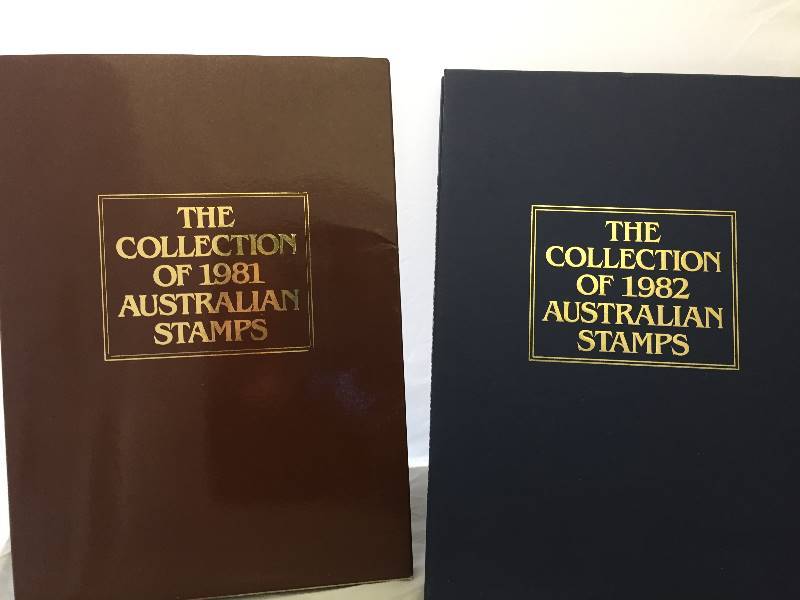 THE
COLLECTION
OF 1981
AUSTRALIAN
STAMPS
THE
COLLECTION
OF 1982
AUSTRALIAN
STAMPS